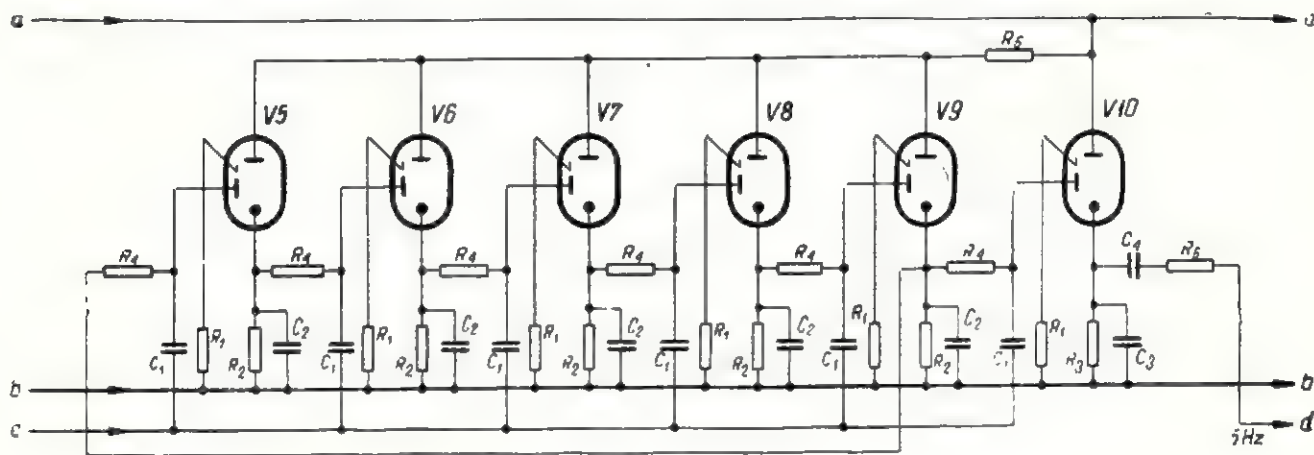 a a
R5
V5 V6 V7 V8 V9 V10
R4 R4 R4 R4 R4 R4 C4 R6
C1 R1 R2 C2 C1 R1 R2 C2 C1 R1 R2 C2 C1 R1 R2 C2 C1 R1 R2 C2 C1 R1 R3 C3
b b
c d
Hz